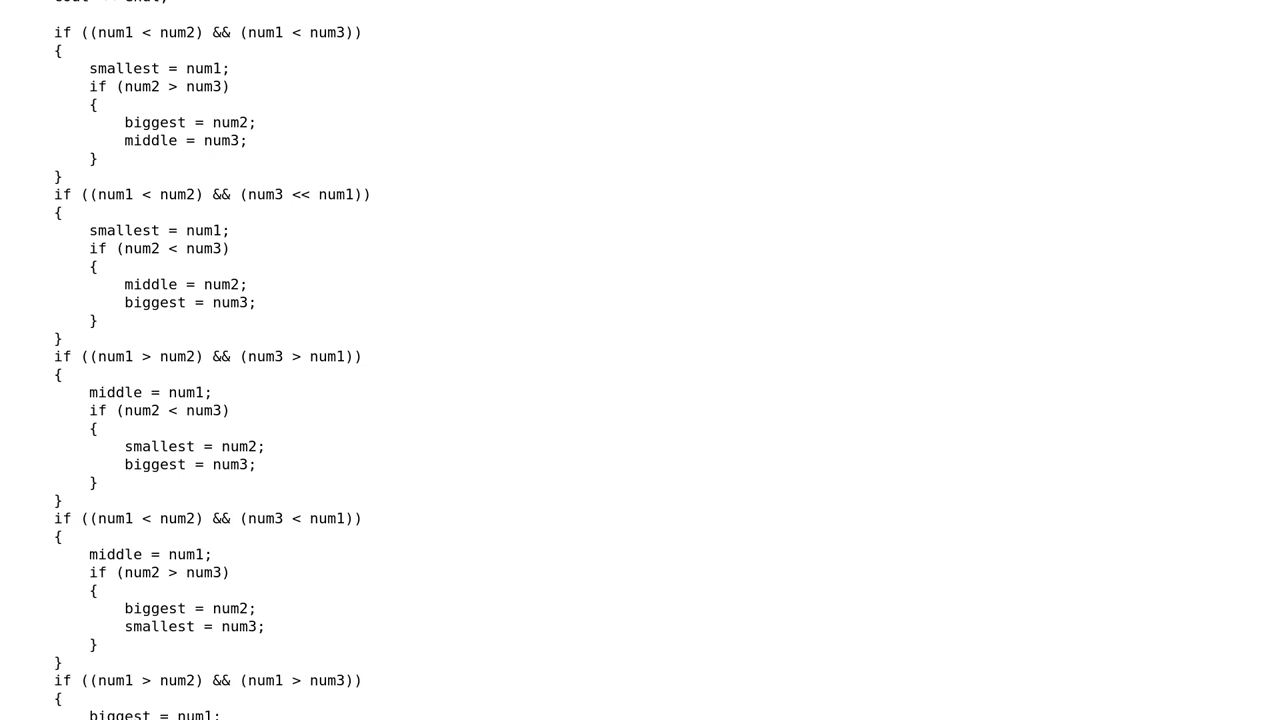 if ((num1 < num2) && (num1 < num3))
{
smallest = num1;
if (num2 > num3)
{
biggest = num2;
middle = num3;
}
}
if ((num1 < num2) && (num3 << num1))
{
smallest = num1;
if (num2 < num3)
{
middle = num2;
biggest = num3;
}
}
if ((num1 > num2) && (num3 > num1))
{
middle = num1;
if (num2 < num3)
{
smallest = num2;
biggest = num3;
}
}
if ((num1 < num2) && (num3 < num1))
{
middle = num1;
if (num2 > num3)
{
biggest = num2;
smallest = num3;
}
}
if ((num1 > num2) && (num1 > num3))
{
biggest = num1;